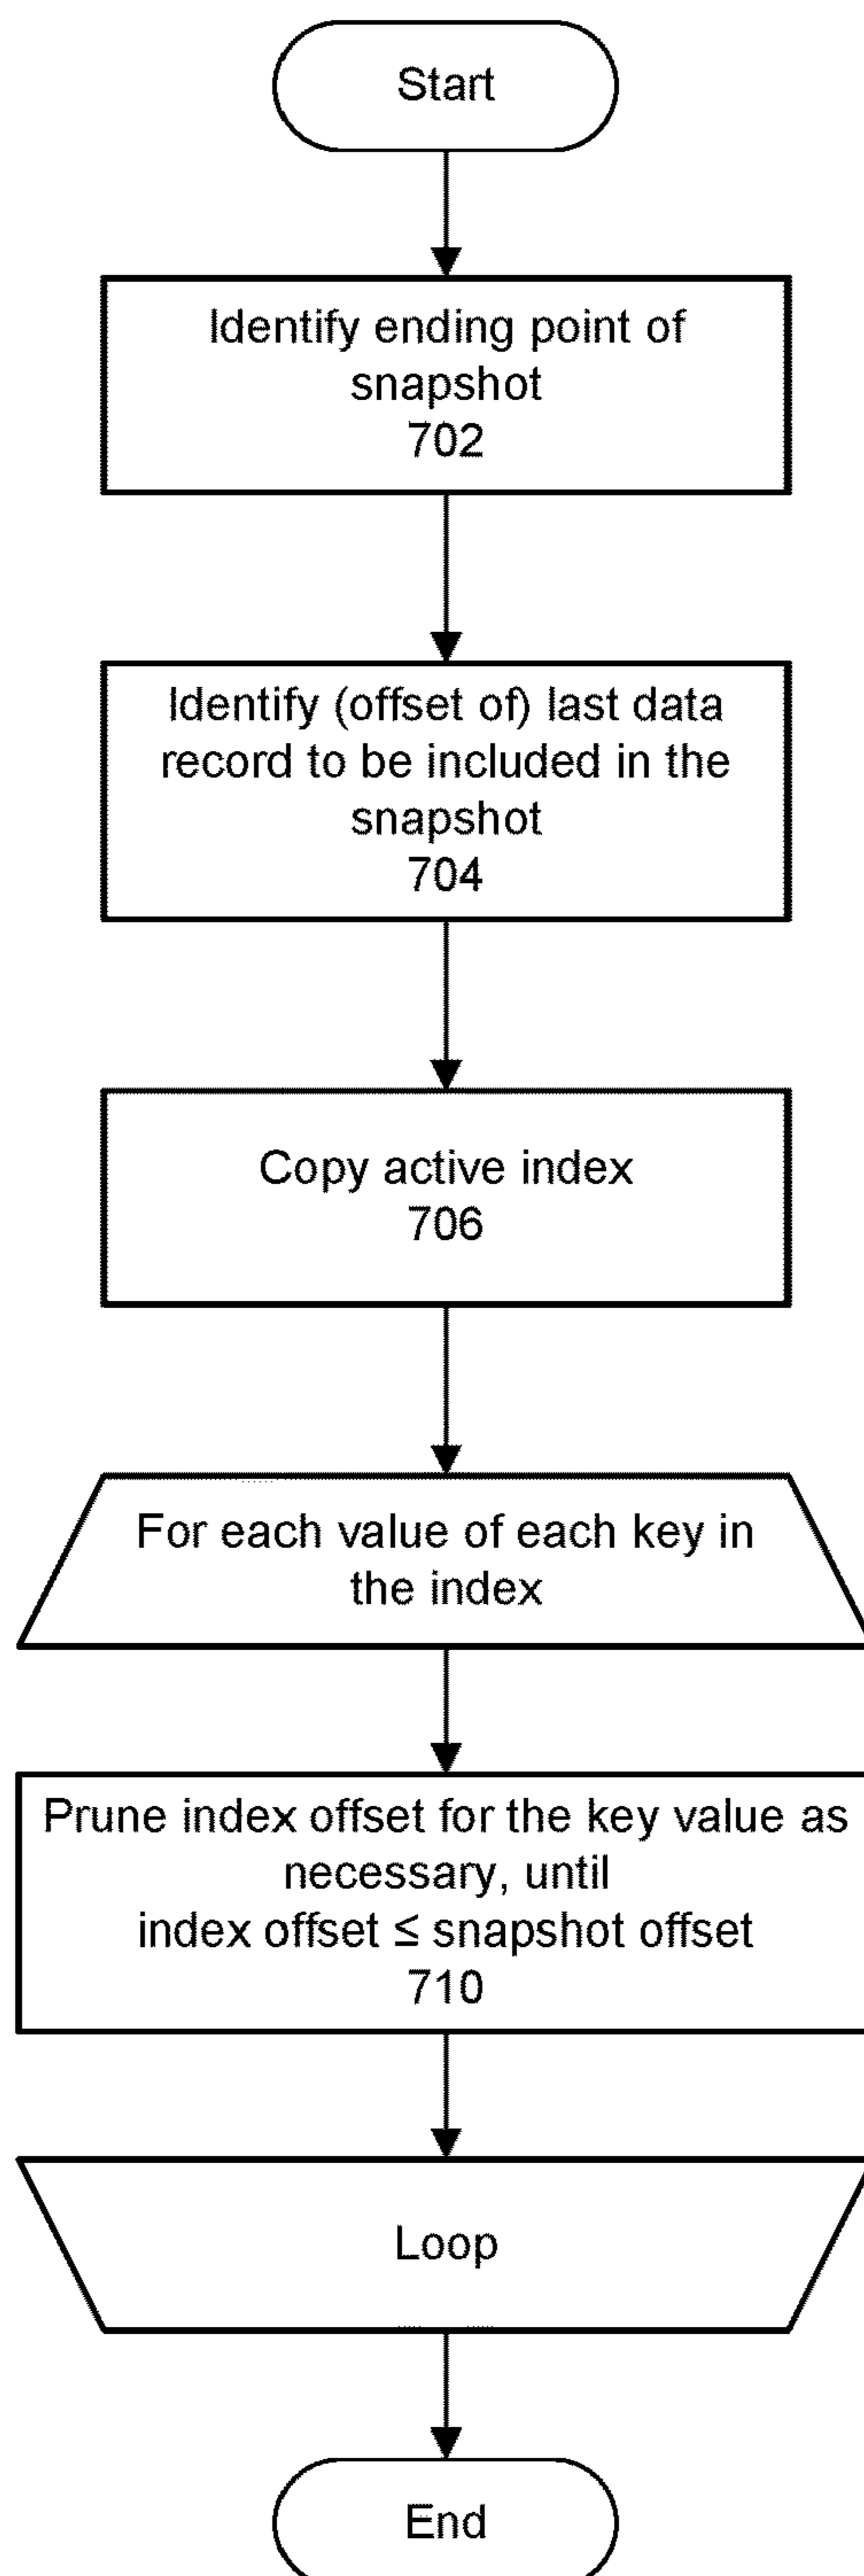 Start
Identify ending point of
snapshot
702
Identify (offset of) last data
record to be included in the
snapshot
704
Copy active index
706
For each value of each key in
the index
Prune index offset for the key value as
necessary, until
index offset ≤ snapshot offset
710
Loop
End